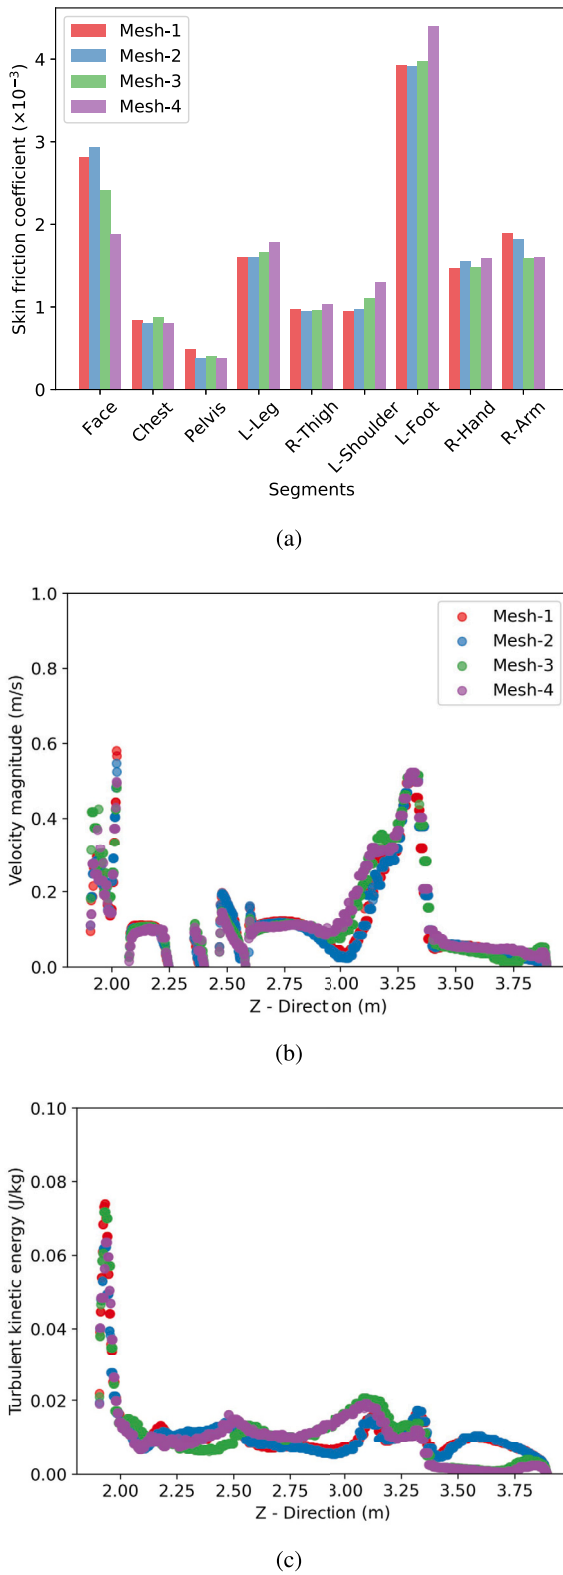 Mesh-1
Mesh-2
Mesh-3
Mesh-4
Skin friction coefficient (×10⁻³)
4
3
2
1
0
Face
Chest
Pelvis
L-Leg
R-Thigh
L-Shoulder
L-Foot
R-Hand
R-Arm
Segments
(a)
Velocity magnitude (m/s)
1.0
0.8
0.6
0.4
0.2
0.0
Mesh-1
Mesh-2
Mesh-3
Mesh-4
2.00 2.25 2.50 2.75 3.00 3.25 3.50 3.75
Z - Direction (m)
(b)
Turbulent kinetic energy (J/kg)
0.10
0.08
0.06
0.04
0.02
0.00
2.00 2.25 2.50 2.75 3.00 3.25 3.50 3.75
Z - Direction (m)
(c)